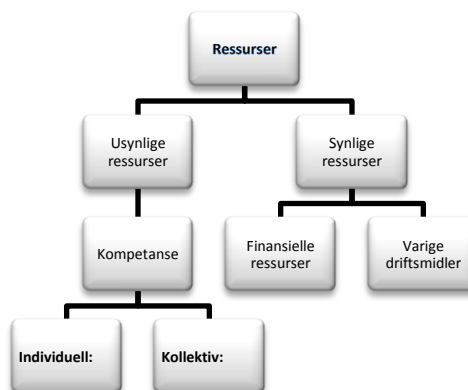 Ressurser
Usynlige
ressurser
Synlige
ressurser
Kompetanse
Finansielle
ressurser
Varige
driftsmidler
Individuell:
Kollektiv: